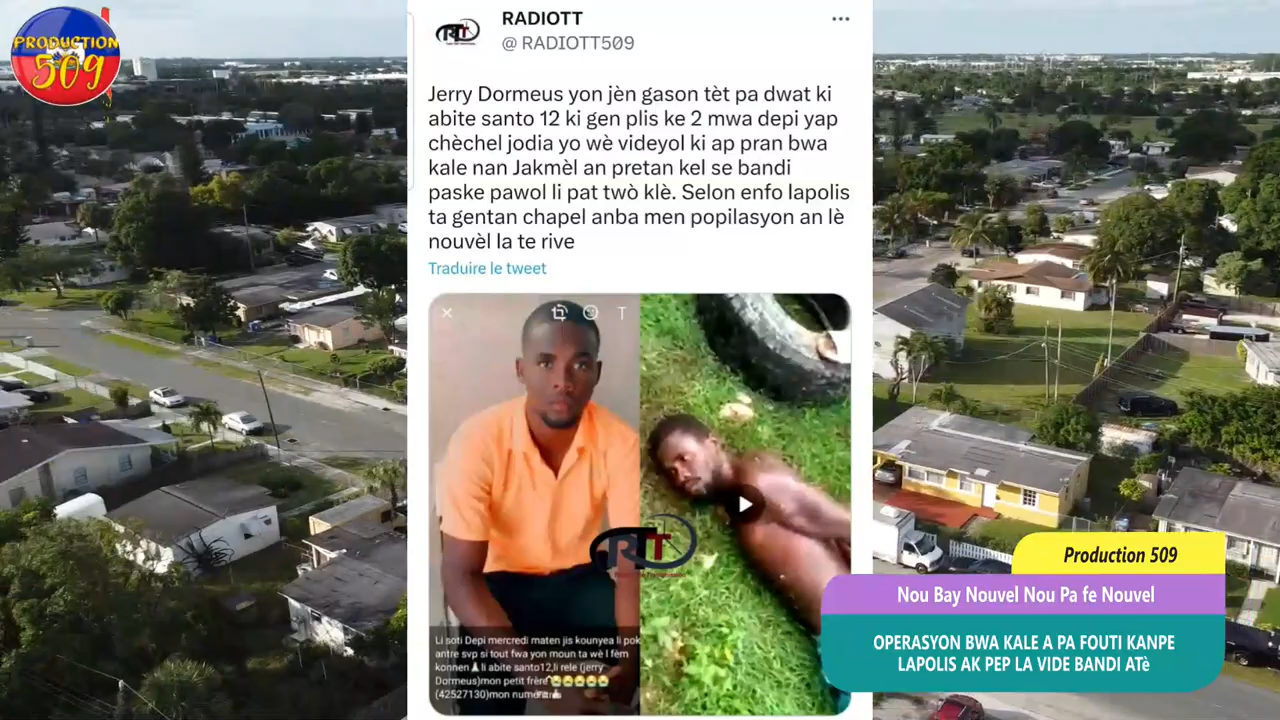 PRODUCTION
509
RADIOTT
@ RADIOTT509
Jerry Dormeus yon jèn gason tèt pa dwat ki
abite santo 12 ki gen plis ke 2 mwa depi yap
chèchel jodia yo wè videyol ki ap pran bwa
kale nan Jakmèl an pretan kel se bandi
paske pawol li pat twò klè. Selon enfo lapolis
ta gentan chapel anba men popilasyon an lè
nouvèl la te rive
Traduire le tweet
T
RTT
Li soti Depi mercredi maten jis kounyea li pok
antre svp si tout fwa yon moun ta wè l fèm
konnen li abite santo12,li rele (jerry
Dormeus)mon petit frère
(42527130)mon numéro
Production 509
Nou Bay Nouvel Nou Pa fe Nouvel
OPERASYON BWA KALE A PA FOUTI KANPE
LAPOLIS AK PEP LA VIDE BANDI ATè